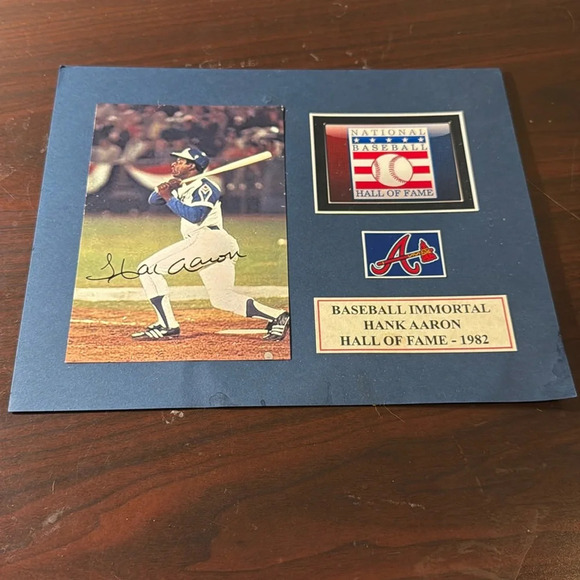 Hank Aaron
NATIONAL
BASEBALL
HALL OF FAME
A
BASEBALL IMMORTAL
HANK AARON
HALL OF FAME - 1982